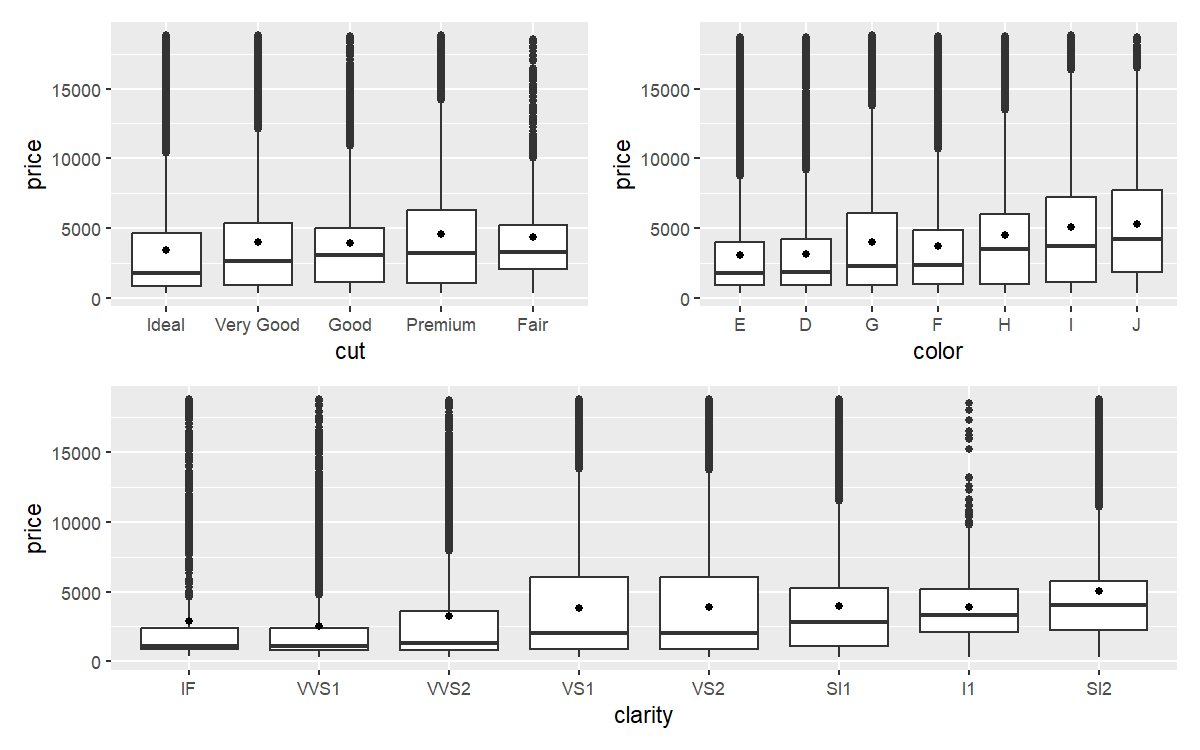 price
15000
10000
5000
0
Ideal Very Good Good Premium Fair
cut
price
15000
10000
5000
0
E D G F H I J
color
price
15000
10000
5000
0
IF VVS1 VVS2 VS1 VS2 SI1 I1 SI2
clarity